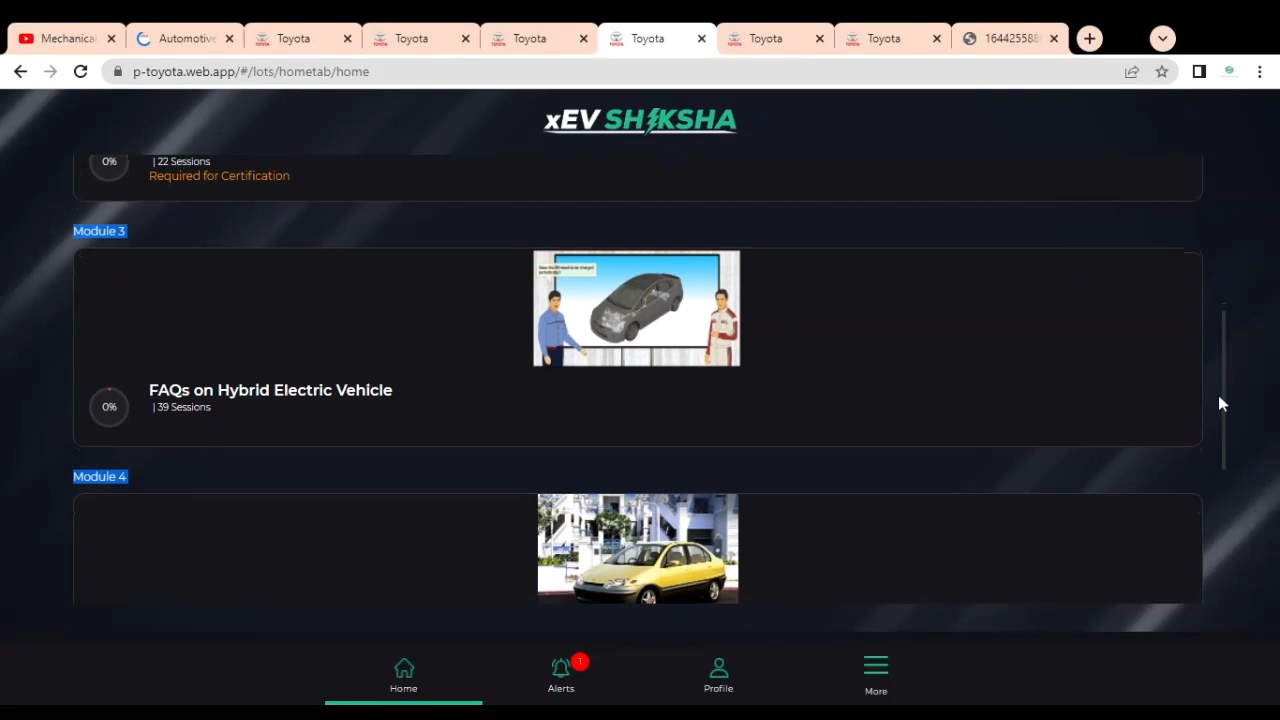 Mechanical
Automotive
Toyota
Toyota
Toyota
Toyota
Toyota
Toyota
164425588
p-toyota.web.app/#/lots/hometab/home
xEV SHIKSHA
0%
| 22 Sessions
Required for Certification
Module 3
FAQs on Hybrid Electric Vehicle
0%
| 39 Sessions
Module 4
1
Home
Alerts
Profile
More